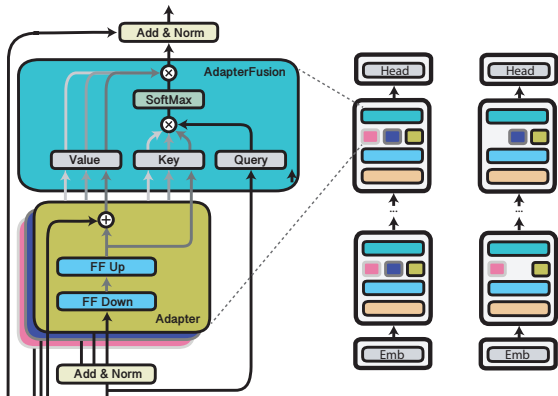 Add & Norm
AdapterFusion
SoftMax
Value
Key
Query
FF Up
FF Down
Adapter
Add & Norm
Head
...
Emb
Head
...
Emb